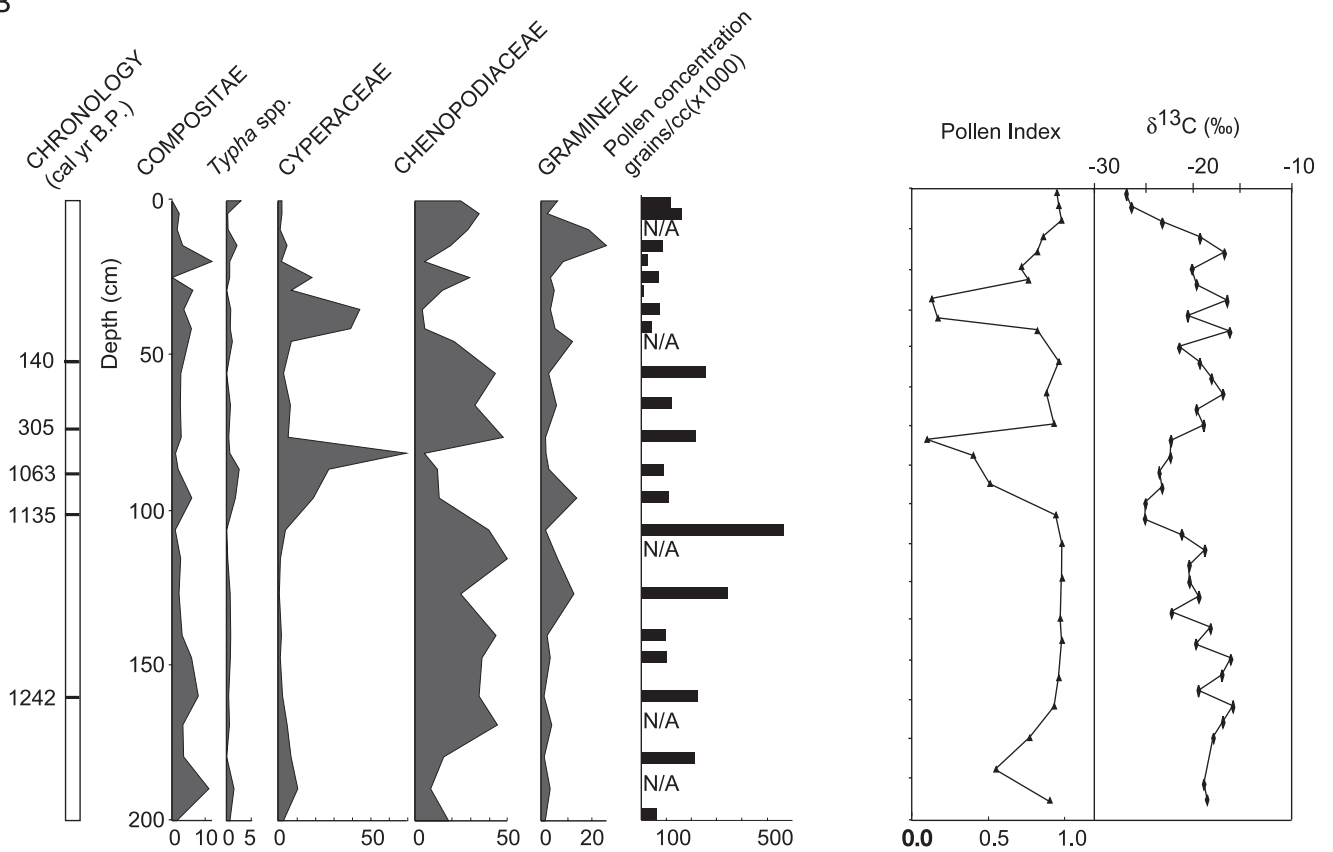 B
CHRONOLOGY
(cal yr B.P.)
COMPOSITAE
Typha spp.
CYPERACEAE
CHENOPODIACEAE
GRAMINEAE
Pollen concentration
grains/cc(x1000)
Pollen Index
δ13C (‰)
-30 -20 -10
Depth (cm)
0
50
100
150
200
140
305
1063
1135
1242
N/A
N/A
N/A
N/A
N/A
0 10 0 5 0 50 0 50 0 20 100 500
0.0 0.5 1.0